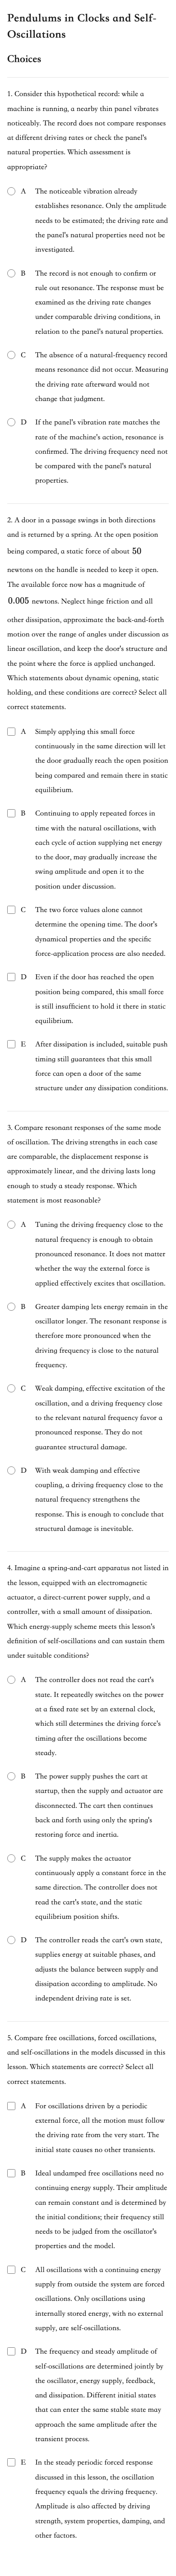 Pendulums in Clocks and Self-
Oscillations
Choices
1. Consider this hypothetical record: while a
machine is running, a nearby thin panel vibrates
noticeably. The record does not compare responses
at different driving rates or check the panel's
natural properties. Which assessment is
appropriate?
A The noticeable vibration already
establishes resonance. Only the amplitude
needs to be estimated; the driving rate and
the panel's natural properties need not be
investigated.
B The record is not enough to confirm or
rule out resonance. The response must be
examined as the driving rate changes
under comparable driving conditions, in
relation to the panel's natural properties.
C The absence of a natural-frequency record
means resonance did not occur. Measuring
the driving rate afterward would not
change that judgment.
D If the panel's vibration rate matches the
rate of the machine's action, resonance is
confirmed. The driving frequency need not
be compared with the panel's natural
properties.
2. A door in a passage swings in both directions
and is returned by a spring. At the open position
being compared, a static force of about 50
newtons on the handle is needed to keep it open.
The available force now has a magnitude of
0.005 newtons. Neglect hinge friction and all
other dissipation, approximate the back-and-forth
motion over the range of angles under discussion as
linear oscillation, and keep the door's structure and
the point where the force is applied unchanged.
Which statements about dynamic opening, static
holding, and these conditions are correct? Select all
correct statements.
A Simply applying this small force
continuously in the same direction will let
the door gradually reach the open position
being compared and remain there in static
equilibrium.
B Continuing to apply repeated forces in
time with the natural oscillations, with
each cycle of action supplying net energy
to the door, may gradually increase the
swing amplitude and open it to the
position under discussion.
C The two force values alone cannot
determine the opening time. The door's
dynamical properties and the specific
force-application process are also needed.
D Even if the door has reached the open
position being compared, this small force
is still insufficient to hold it there in static
equilibrium.
E After dissipation is included, suitable push
timing still guarantees that this small
force can open a door of the same
structure under any dissipation conditions.
3. Compare resonant responses of the same mode
of oscillation. The driving strengths in each case
are comparable, the displacement response is
approximately linear, and the driving lasts long
enough to study a steady response. Which
statement is most reasonable?
A Tuning the driving frequency close to the
natural frequency is enough to obtain
pronounced resonance. It does not matter
whether the way the external force is
applied effectively excites that oscillation.
B Greater damping lets energy remain in the
oscillator longer. The resonant response is
therefore more pronounced when the
driving frequency is close to the natural
frequency.
C Weak damping, effective excitation of the
oscillation, and a driving frequency close
to the relevant natural frequency favor a
pronounced response. They do not
guarantee structural damage.
D With weak damping and effective
coupling, a driving frequency close to the
natural frequency strengthens the
response. This is enough to conclude that
structural damage is inevitable.
4. Imagine a spring-and-cart apparatus not listed in
the lesson, equipped with an electromagnetic
actuator, a direct-current power supply, and a
controller, with a small amount of dissipation.
Which energy-supply scheme meets this lesson's
definition of self-oscillations and can sustain them
under suitable conditions?
A The controller does not read the cart's
state. It repeatedly switches on the power
at a fixed rate set by an external clock,
which still determines the driving force's
timing after the oscillations become
steady.
B The power supply pushes the cart at
startup, then the supply and actuator are
disconnected. The cart then continues
back and forth using only the spring's
restoring force and inertia.
C The supply makes the actuator
continuously apply a constant force in the
same direction. The controller does not
read the cart's state, and the static
equilibrium position shifts.
D The controller reads the cart's own state,
supplies energy at suitable phases, and
adjusts the balance between supply and
dissipation according to amplitude. No
independent driving rate is set.
5. Compare free oscillations, forced oscillations,
and self-oscillations in the models discussed in this
lesson. Which statements are correct? Select all
correct statements.
A For oscillations driven by a periodic
external force, all the motion must follow
the driving rate from the very start. The
initial state causes no other transients.
B Ideal undamped free oscillations need no
continuing energy supply. Their amplitude
can remain constant and is determined by
the initial conditions; their frequency still
needs to be judged from the oscillator's
properties and the model.
C All oscillations with a continuing energy
supply from outside the system are forced
oscillations. Only oscillations using
internally stored energy, with no external
supply, are self-oscillations.
D The frequency and steady amplitude of
self-oscillations are determined jointly by
the oscillator, energy supply, feedback,
and dissipation. Different initial states
that can enter the same stable state may
approach the same amplitude after the
transient process.
E In the steady periodic forced response
discussed in this lesson, the oscillation
frequency equals the driving frequency.
Amplitude is also affected by driving
strength, system properties, damping, and
other factors.